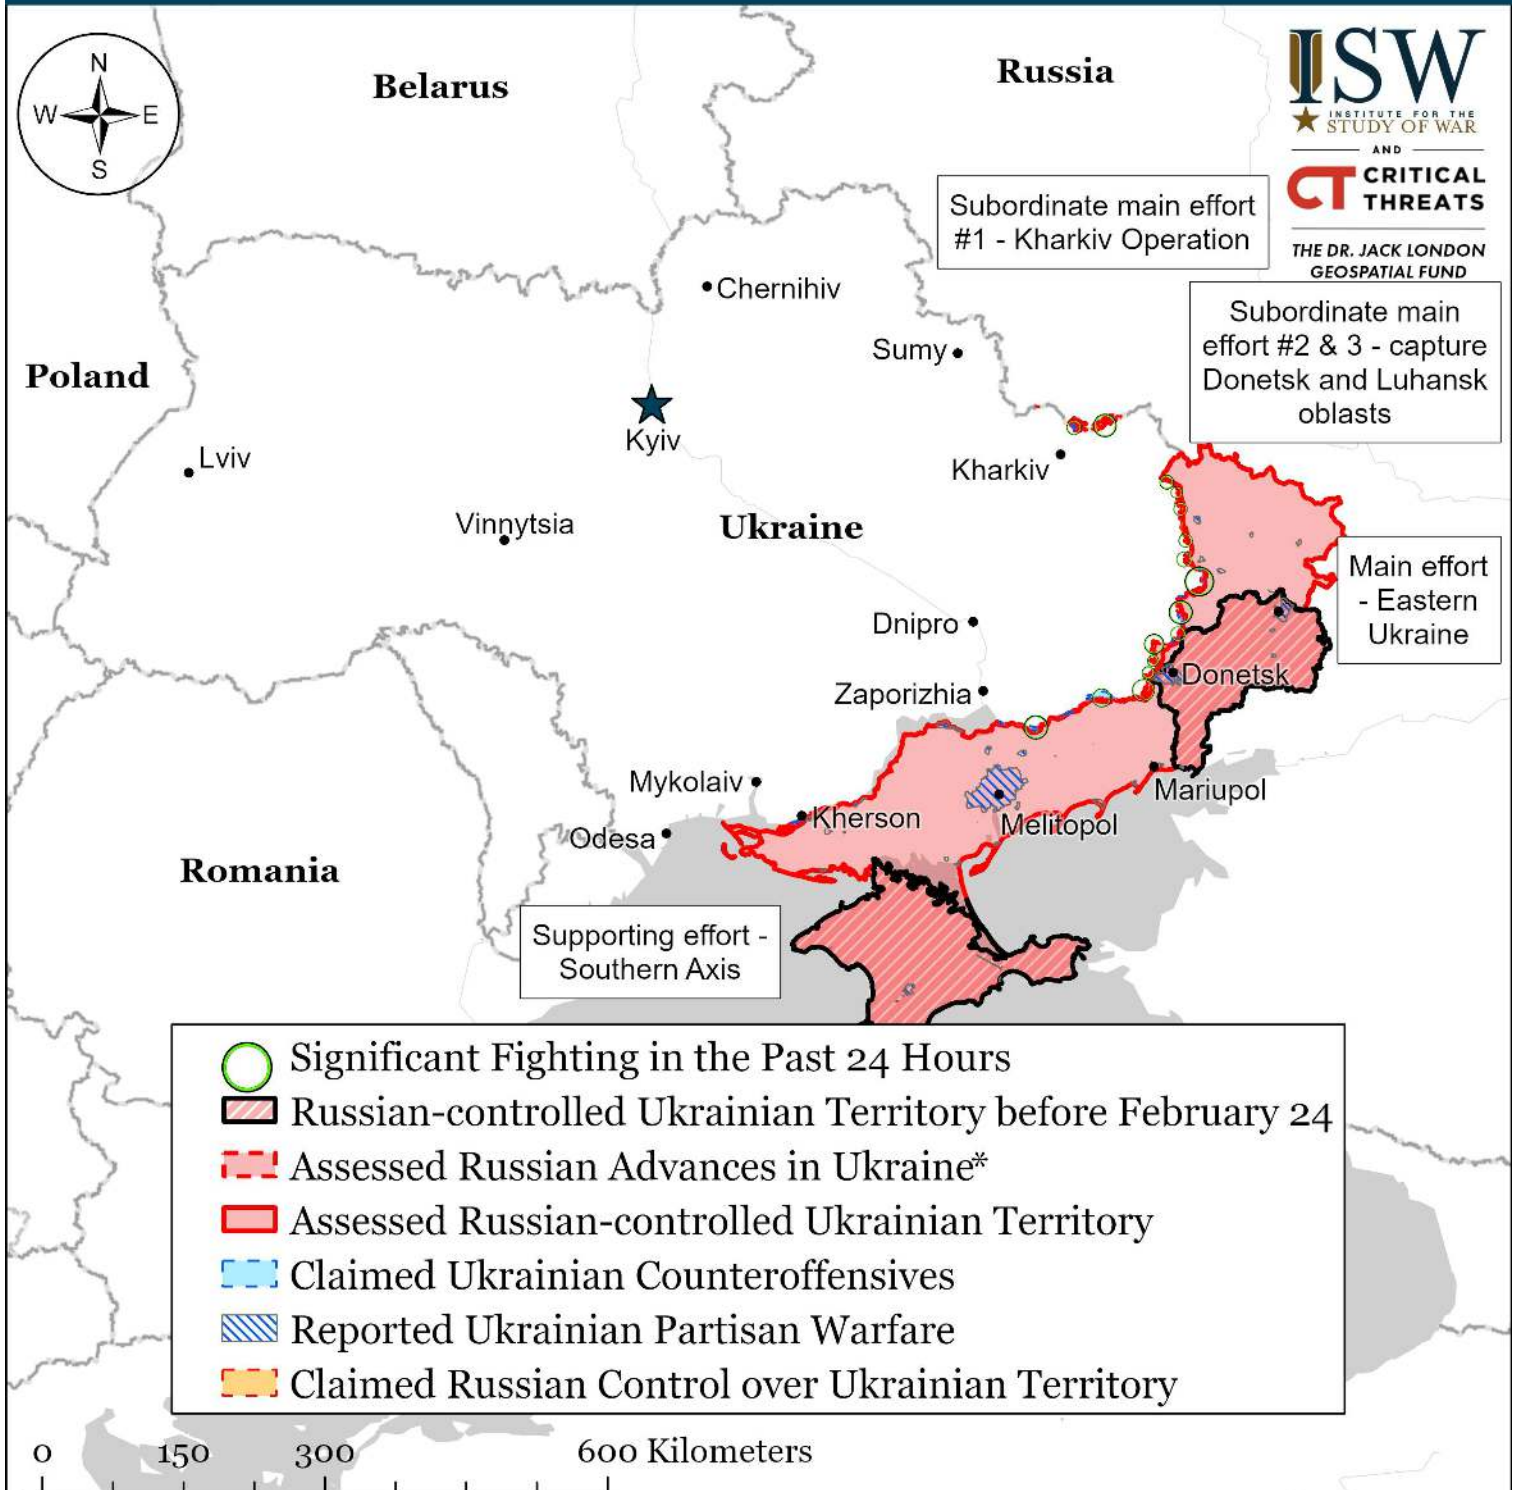 N
W
E
S
Belarus
Russia
ISW
INSTITUTE FOR THE
STUDY OF WAR
AND
CT CRITICAL
THREATS
THE DR. JACK LONDON
GEOSPATIAL FUND
Subordinate main effort
#1 - Kharkiv Operation
Chernihiv
Subordinate main
effort #2 & 3 - capture
Donetsk and Luhansk
oblasts
Sumy
Poland
Kyiv
Lviv
Kharkiv
Vinnytsia
Ukraine
Main effort
- Eastern
Ukraine
Dnipro
Donetsk
Zaporizhia
Mykolaiv
Mariupol
Kherson
Melitopol
Odesa
Romania
Supporting effort -
Southern Axis
Significant Fighting in the Past 24 Hours
Russian-controlled Ukrainian Territory before February 24
Assessed Russian Advances in Ukraine*
Assessed Russian-controlled Ukrainian Territory
Claimed Ukrainian Counteroffensives
Reported Ukrainian Partisan Warfare
Claimed Russian Control over Ukrainian Territory
0 150 300 600 Kilometers